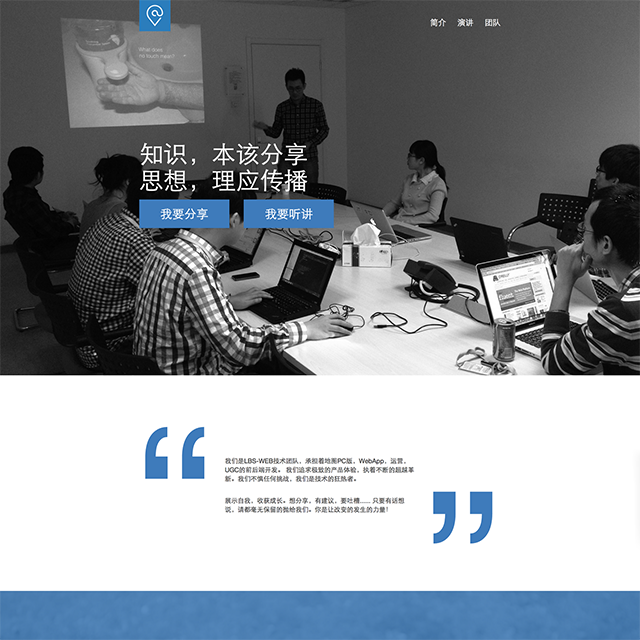 What does
no touch mean?
简介 演讲 团队
知识，本该分享
思想，理应传播
我要分享 我要听讲
我们是LBS-WEB技术团队，承担着地图PC版，WebApp，运营，
UGC的前后端开发。我们追求极致的产品体验，执着不断的超越革
新。我们不惧任何挑战，我们是技术的狂热者。
展示自我、收获成长。想分享，有建议，要吐槽...... 只要有话想
说，请都毫无保留的抛给我们。你是让改变的发生的力量！